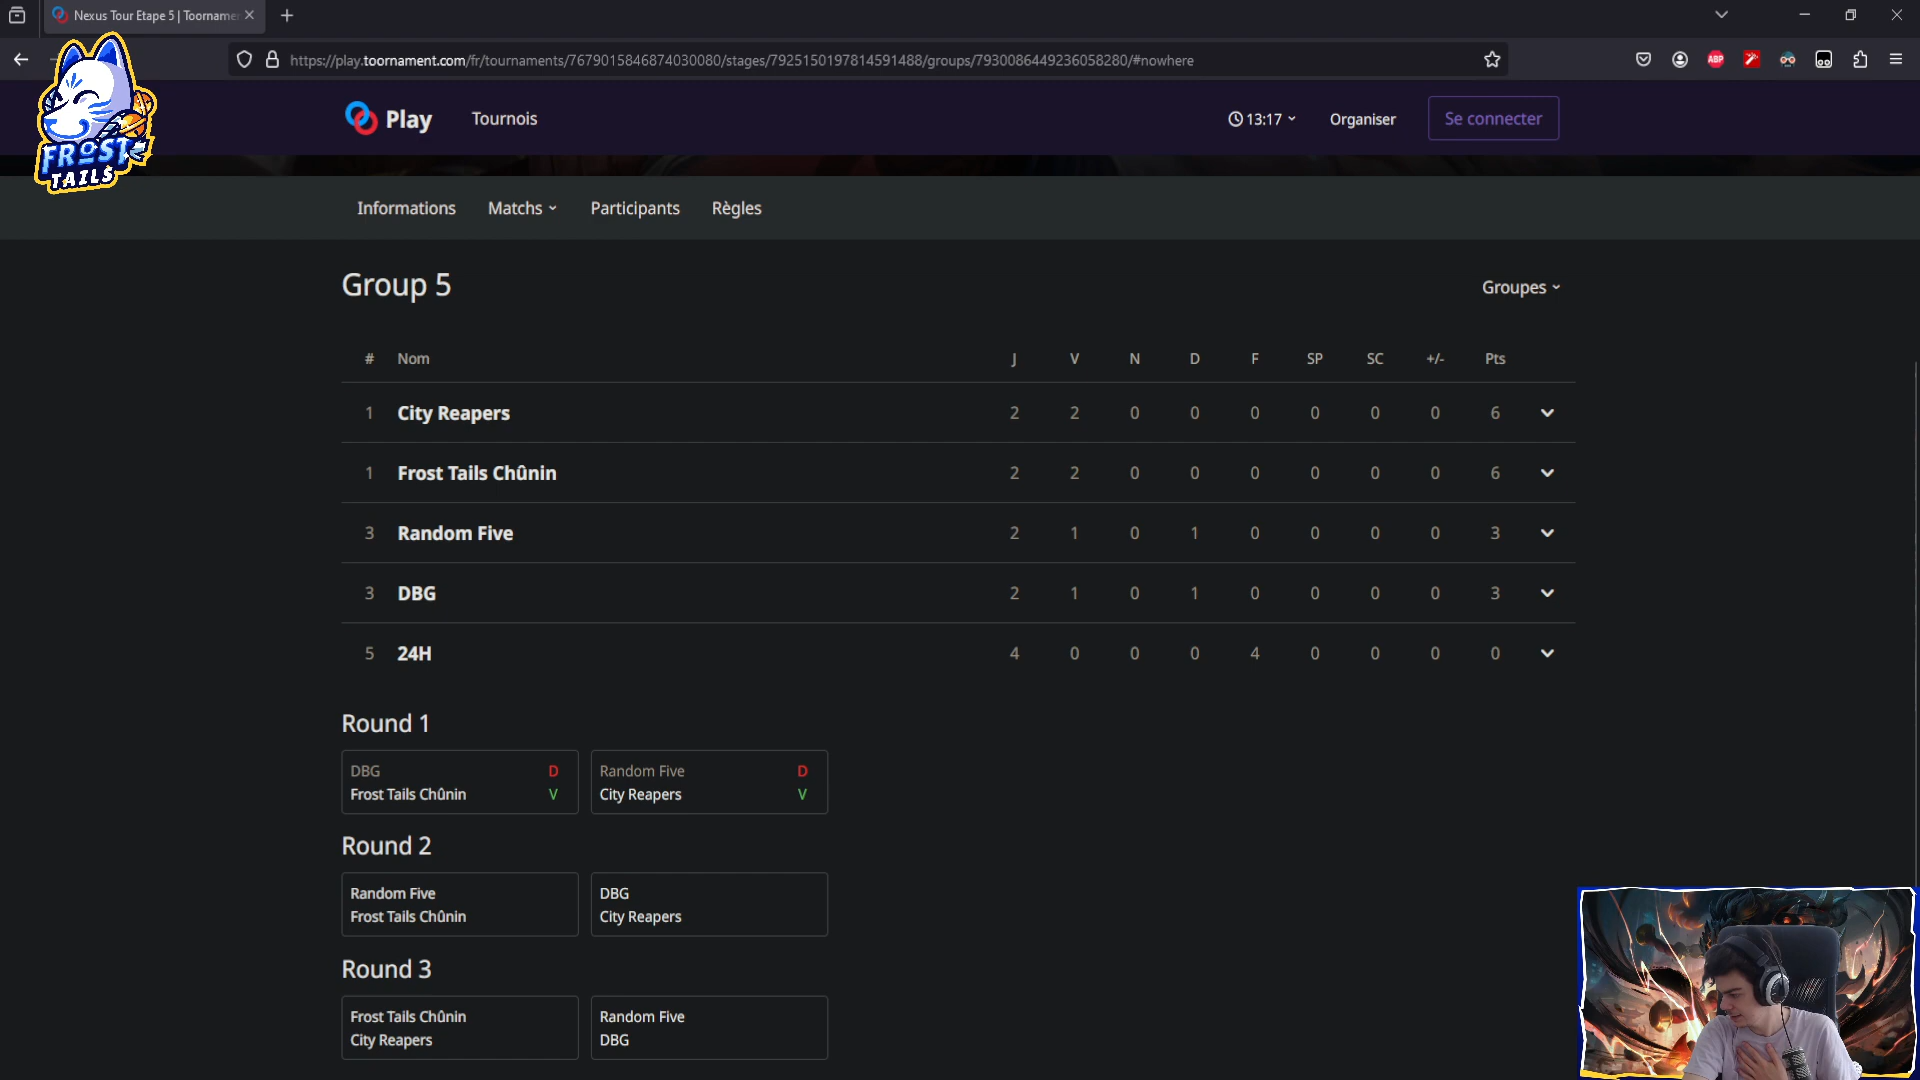 Nexus Tour Etape 5 | Tooname
https://play.toornament.com/fr/tournaments/7679015846874030080/stages/7925150197814591488/groups/7930086449236058280/#nowhere
ABP
FROST
TAILS
Play
Tournois
13:17
Organiser
Se connecter
Informations
Matchs
Participants
Règles
Group 5
Groupes
# Nom J V N D F SP SC +/- Pts
1 City Reapers 2 2 0 0 0 0 0 0 6
1 Frost Tails Chûnin 2 2 0 0 0 0 0 0 6
3 Random Five 2 1 0 1 0 0 0 0 3
3 DBG 2 1 0 1 0 0 0 0 3
5 24H 4 0 0 0 4 0 0 0 0
Round 1
DBG D
Frost Tails Chûnin V
Random Five D
City Reapers V
Round 2
Random Five
Frost Tails Chûnin
DBG
City Reapers
Round 3
Frost Tails Chûnin
City Reapers
Random Five
DBG